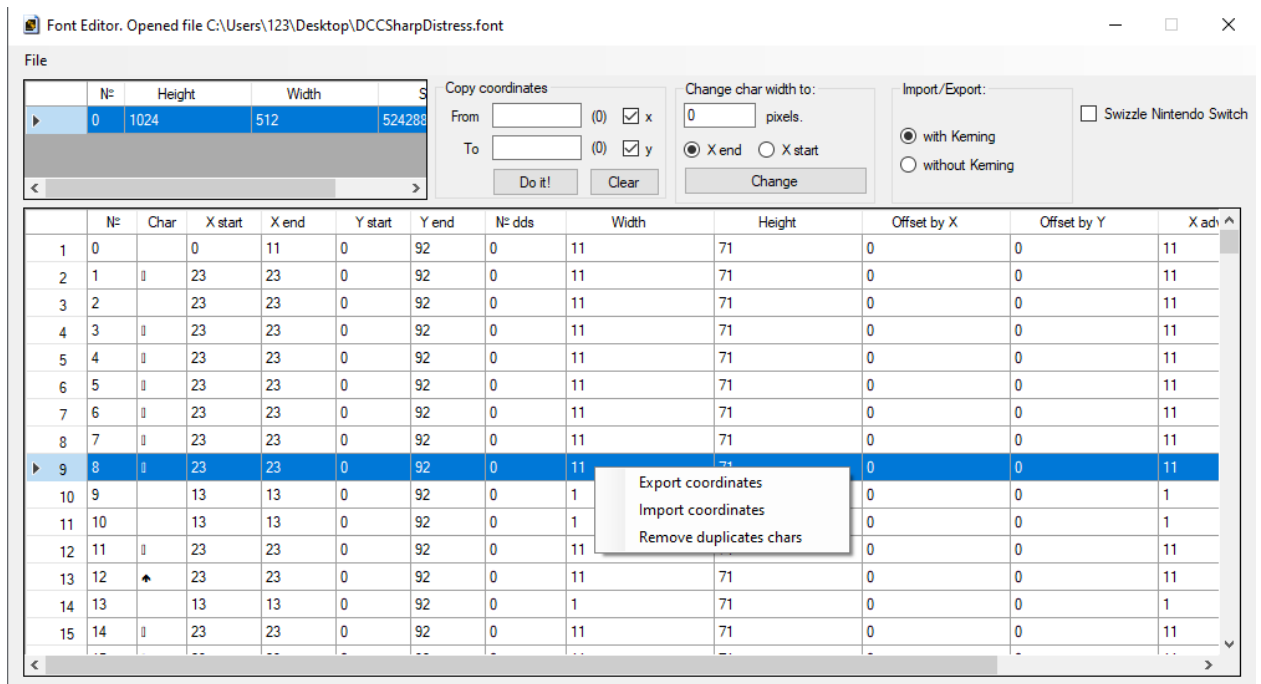 Font Editor. Opened file C:\Users\123\Desktop\DCCSharpDistress.font
File
Nº Height Width S
0 1024 512 524288
Copy coordinates
From (0) x
To (0) y
Do it! Clear
Change char width to:
0 pixels.
X end X start
Change
Import/Export:
with Kerning
without Kerning
Swizzle Nintendo Switch
Nº Char X start X end Y start Y end Nº dds Width Height Offset by X Offset by Y X adv
1 0 0 11 0 92 0 11 71 0 0 11
2 1 23 23 0 92 0 11 71 0 0 11
3 2 23 23 0 92 0 11 71 0 0 11
4 3 23 23 0 92 0 11 71 0 0 11
5 4 23 23 0 92 0 11 71 0 0 11
6 5 23 23 0 92 0 11 71 0 0 11
7 6 23 23 0 92 0 11 71 0 0 11
8 7 23 23 0 92 0 11 71 0 0 11
9 8 23 23 0 92 0 11 71 0 0 11
10 9 13 13 0 92 0 1 0 0 1
11 10 13 13 0 92 0 1 0 0 1
12 11 23 23 0 92 0 11 0 0 11
13 12 23 23 0 92 0 11 71 0 0 11
14 13 13 13 0 92 0 1 71 0 0 1
15 14 23 23 0 92 0 11 71 0 0 11
Export coordinates
Import coordinates
Remove duplicates chars